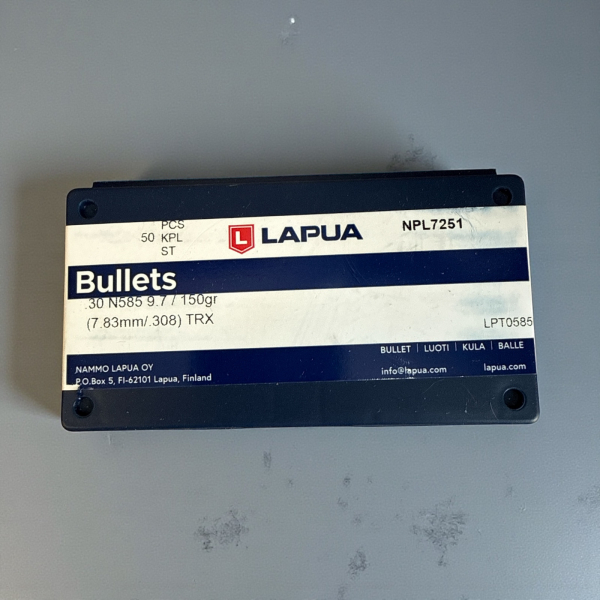 PCS
50 KPL
ST
L LAPUA
NPL7251
Bullets
.30 N585 9.7 / 150gr
(7.83mm/.308) TRX
LPT0585
BULLET | LUOTI | KULA | BALLE
NAMMO LAPUA OY
P.O.Box 5, FI-62101 Lapua, Finland
info@lapua.com
lapua.com